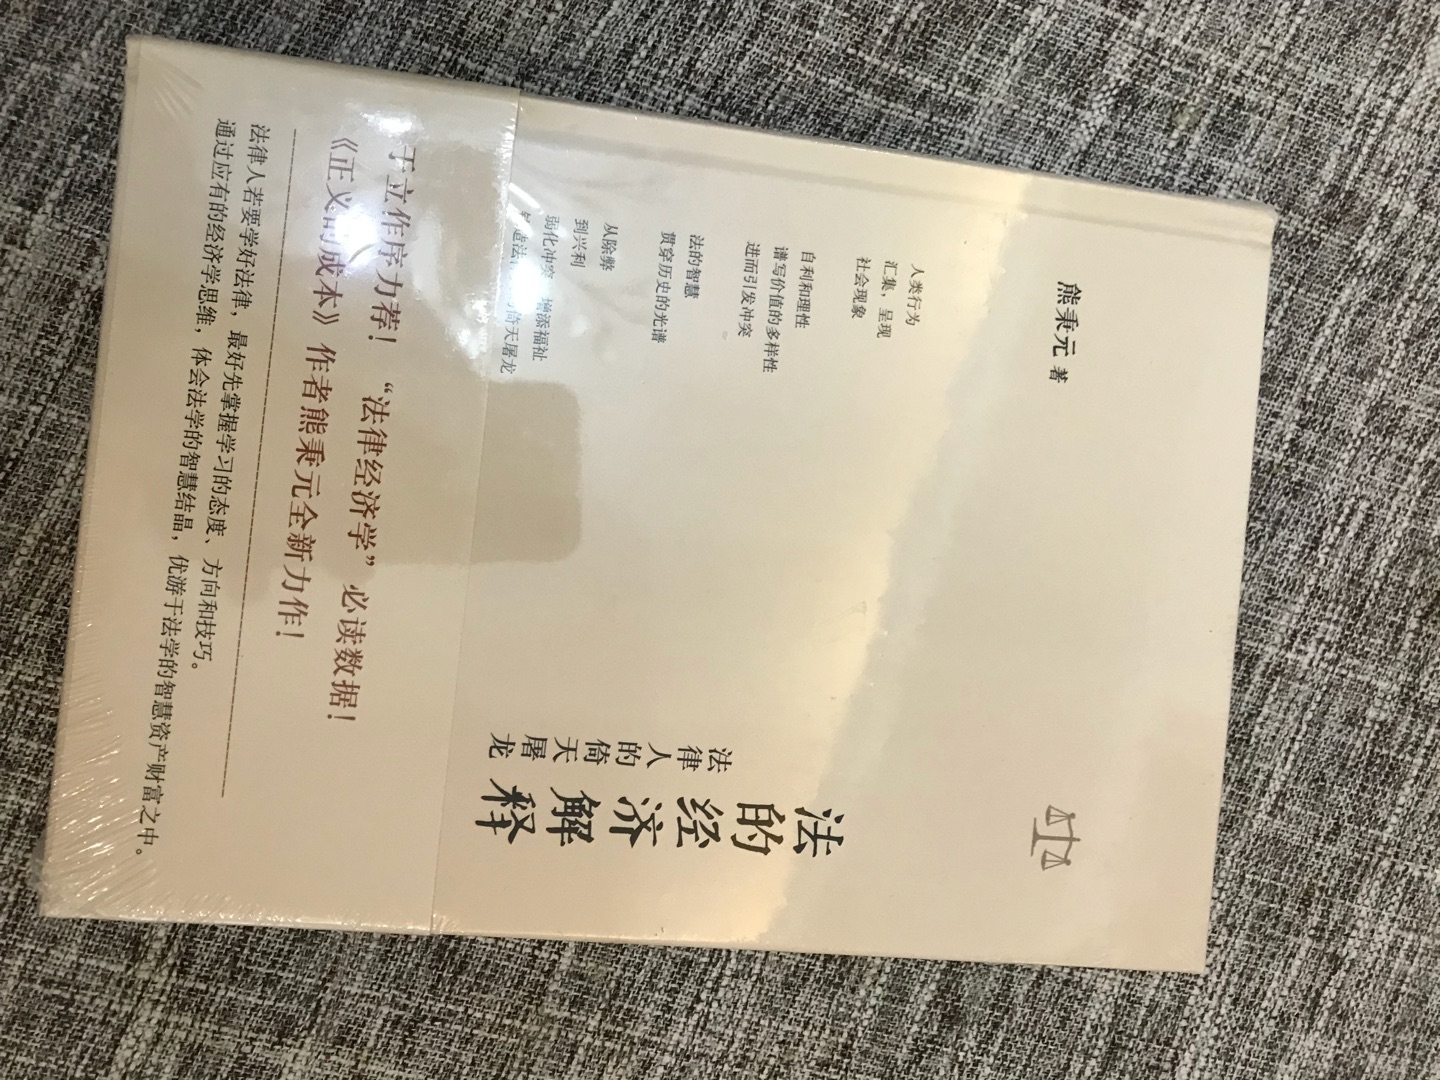 熊秉元 著
人类行为
汇集，呈现
社会现象
自利和理性
谱写价值的多样性
进而引发冲突
法的智慧
贯穿历史的光谱
从除弊
到兴利
弱化冲突 增添福祉
倚天屠龙
法的经济解释
法律人的倚天屠龙
于立作序力荐！“法律经济学”必读数据！
《正义的成本》作者熊秉元全新力作！
法律人若要学好法律，最好先掌握学习的态度、方向和技巧。
通过应有的经济学思维，体会法学的智慧结晶，优游于法学的智慧资产财富之中。